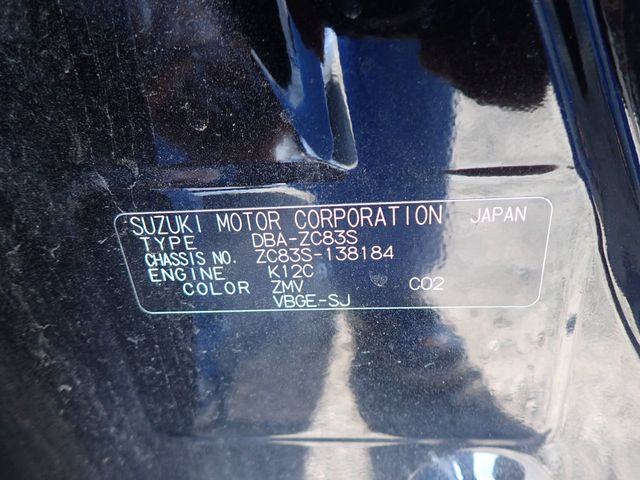 SUZUKI MOTOR CORPORATION JAPAN
TYPE DBA-ZC83S
CHASSIS NO. ZC83S-138184
ENGINE K12C
COLOR ZMV C02
VBGE-SJ